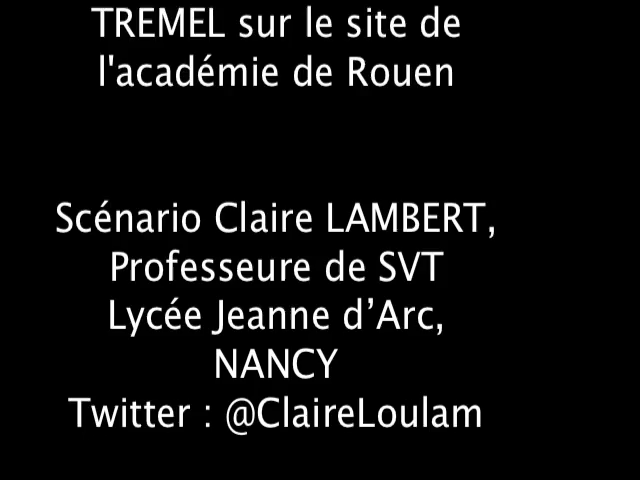 TREMEL sur le site de
l'académie de Rouen
Scénario Claire LAMBERT,
Professeure de SVT
Lycée Jeanne d’Arc,
NANCY
Twitter : @ClaireLoulam